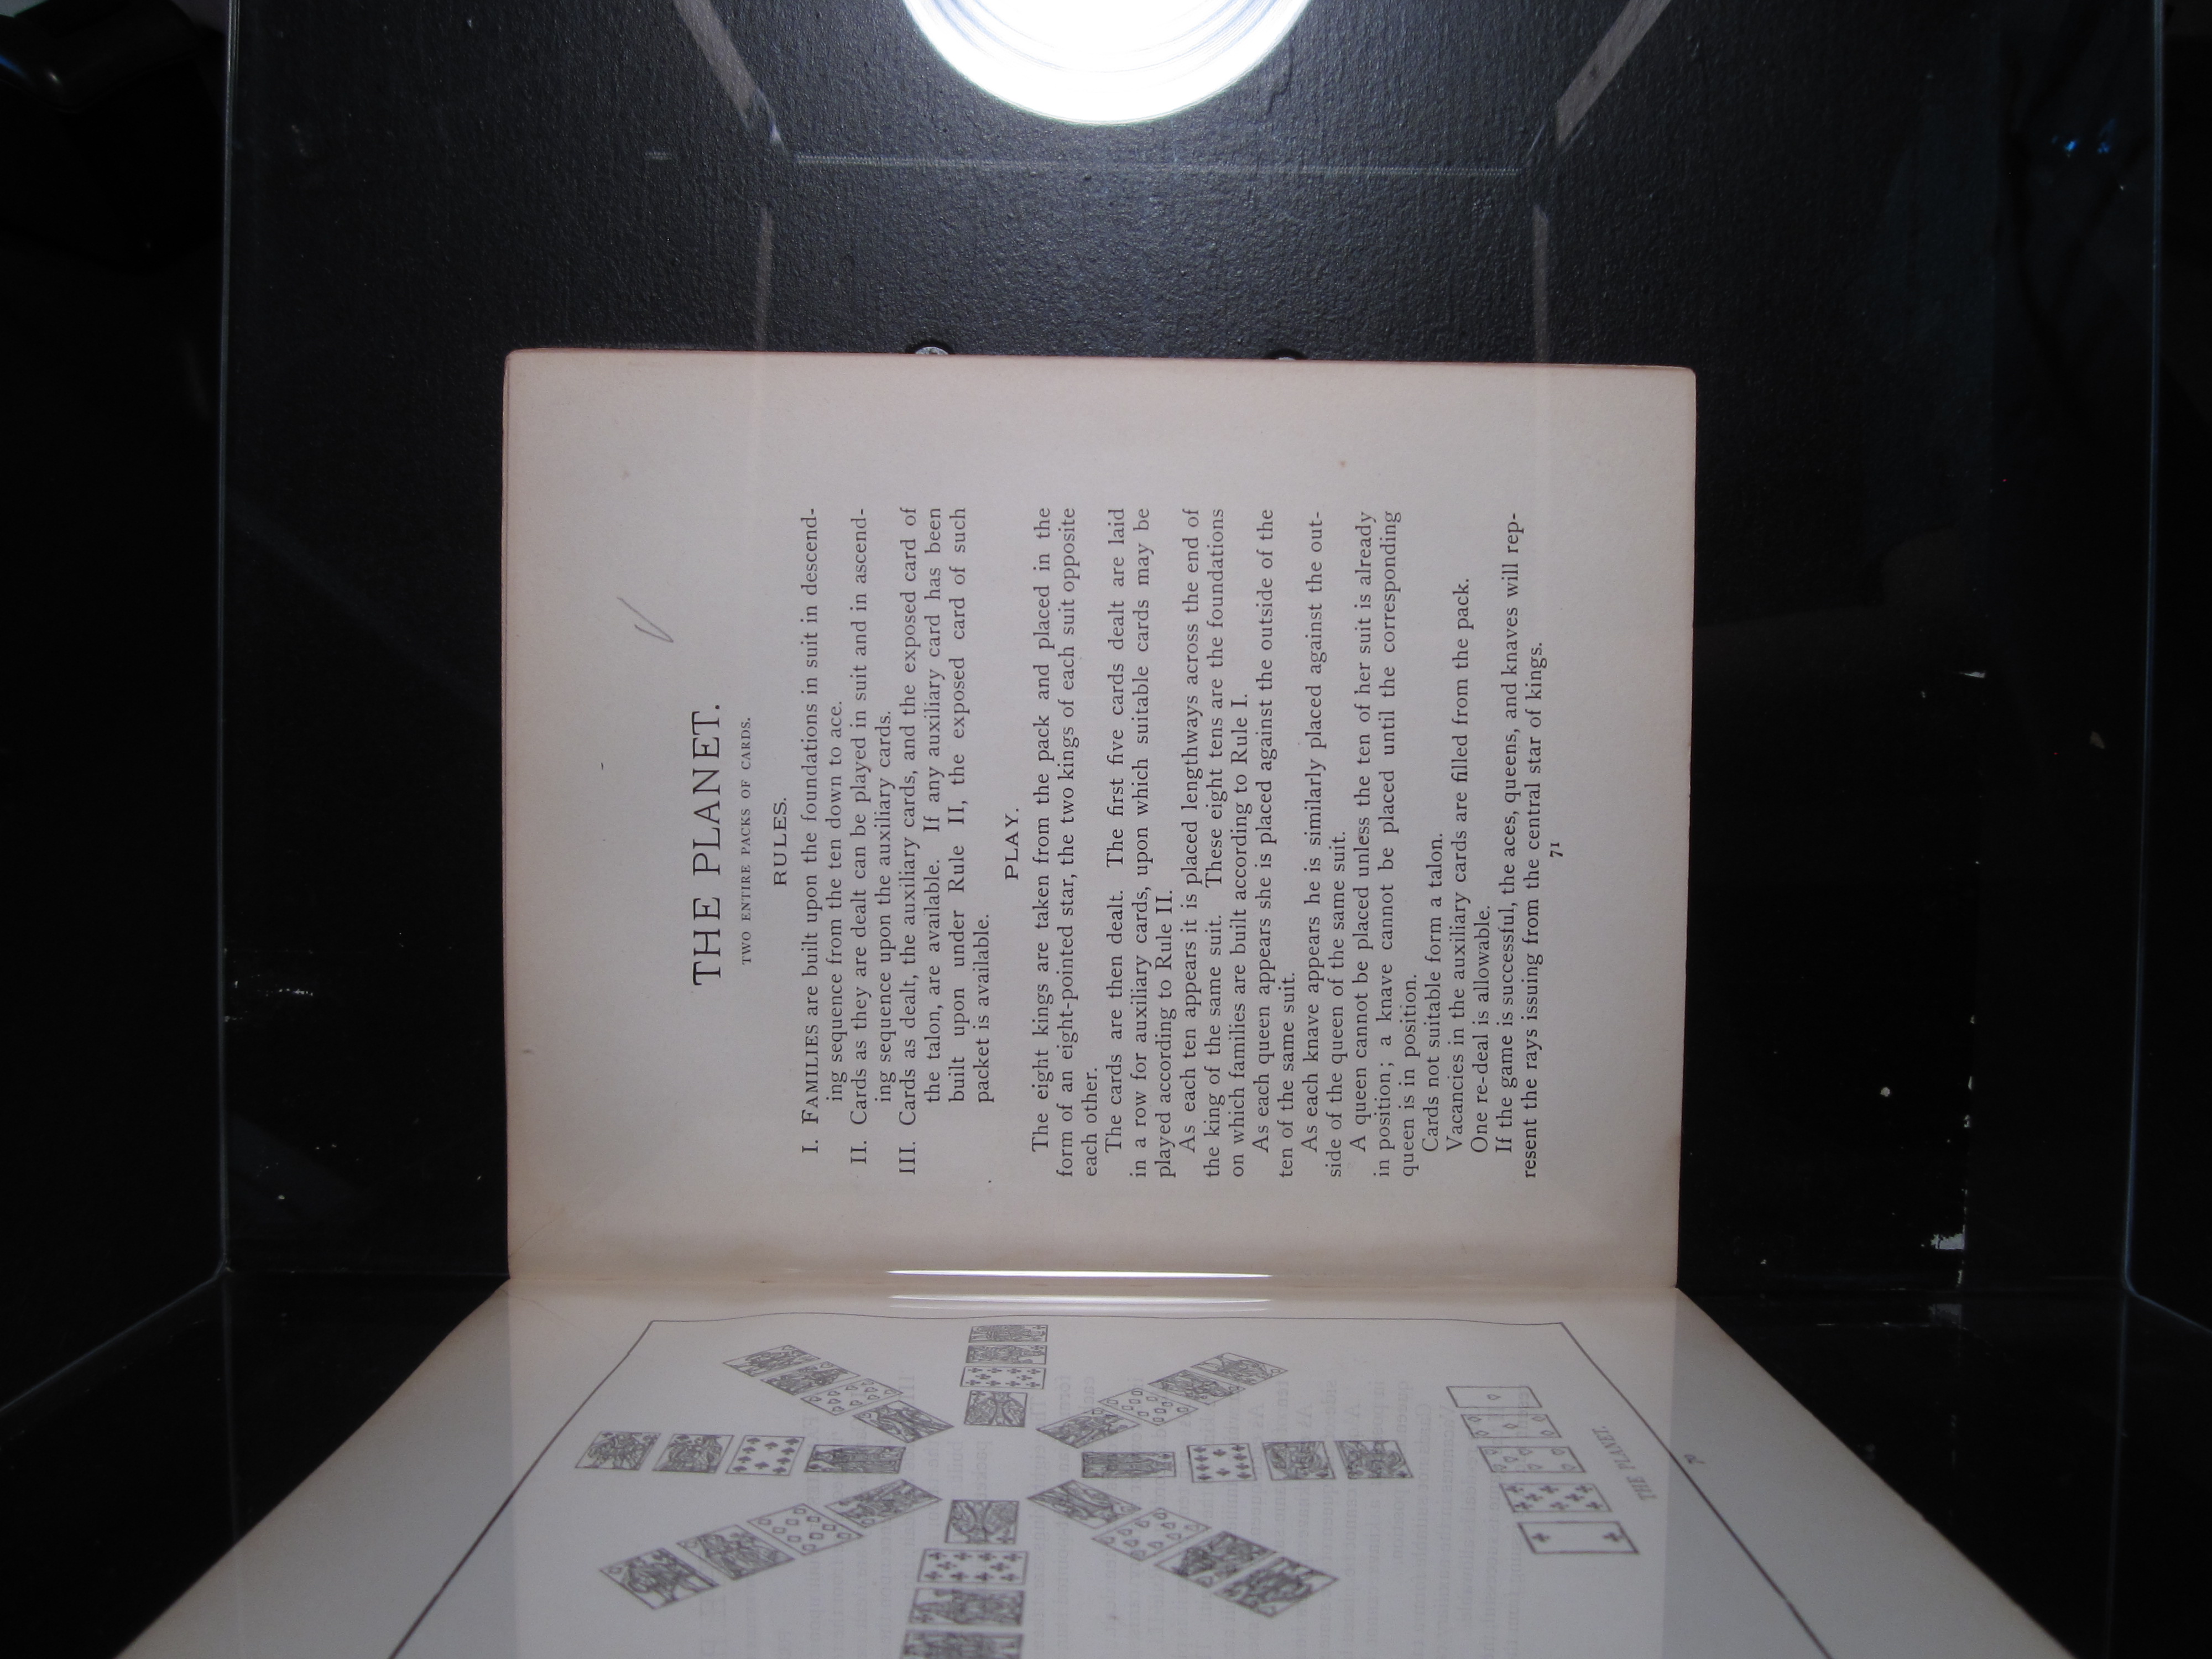 THE PLANET.
TWO ENTIRE PACKS OF CARDS.
RULES.
I. FAMILIES are built upon the foundations in suit in descend-
ing sequence from the ten down to ace.
II. Cards as they are dealt can be played in suit and in ascend-
ing sequence upon the auxiliary cards.
III. Cards as dealt, the auxiliary cards, and the exposed card of
the talon, are available. If any auxiliary card has been
built upon under Rule II, the exposed card of such
packet is available.
PLAY.
The eight kings are taken from the pack and placed in the
form of an eight-pointed star, the two kings of each suit opposite
each other.
The cards are then dealt. The first five cards dealt are laid
in a row for auxiliary cards, upon which suitable cards may be
played according to Rule II.
As each ten appears it is placed lengthways across the end of
the king of the same suit. These eight tens are the foundations
on which families are built according to Rule I.
As each queen appears she is placed against the outside of the
ten of the same suit.
As each knave appears he is similarly placed against the out-
side of the queen of the same suit.
A queen cannot be placed unless the ten of her suit is already
in position; a knave cannot be placed until the corresponding
queen is in position.
Cards not suitable form a talon.
Vacancies in the auxiliary cards are filled from the pack.
One re-deal is allowable.
If the game is successful, the aces, queens, and knaves will rep-
resent the rays issuing from the central star of kings.
71
THE PLANET.